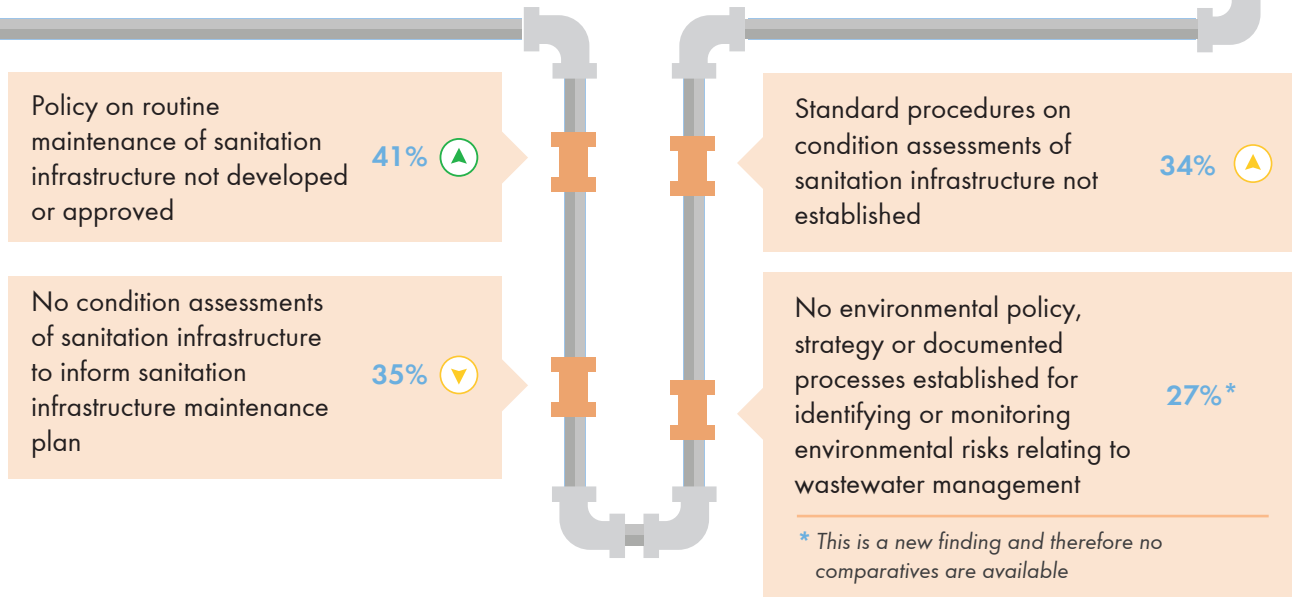 Policy on routine
maintenance of sanitation
infrastructure not developed
or approved
41%
No condition assessments
of sanitation infrastructure
to inform sanitation
infrastructure maintenance
plan
35%
Standard procedures on
condition assessments of
sanitation infrastructure not
established
34%
No environmental policy,
strategy or documented
processes established for
identifying or monitoring
environmental risks relating to
wastewater management
27%*
* This is a new finding and therefore no
comparatives are available